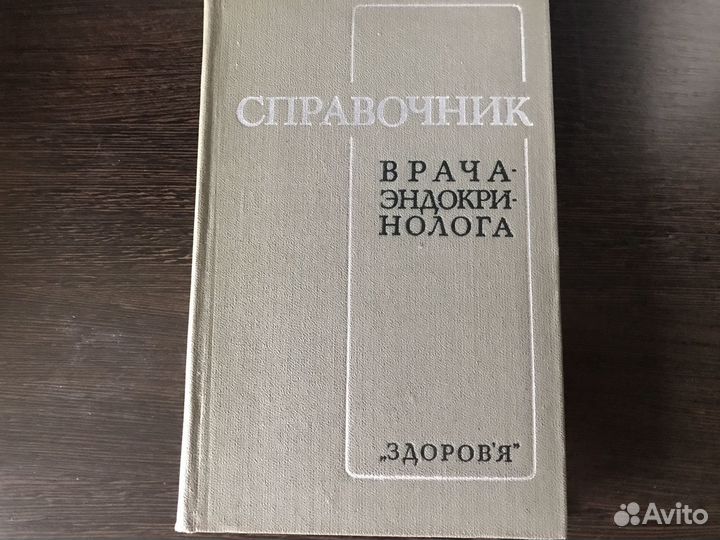 СПРАВОЧНИК
ВРАЧА-
ЭНДОКРИ-
НОЛОГА
„ЗДОРОВ'Я"
Avito